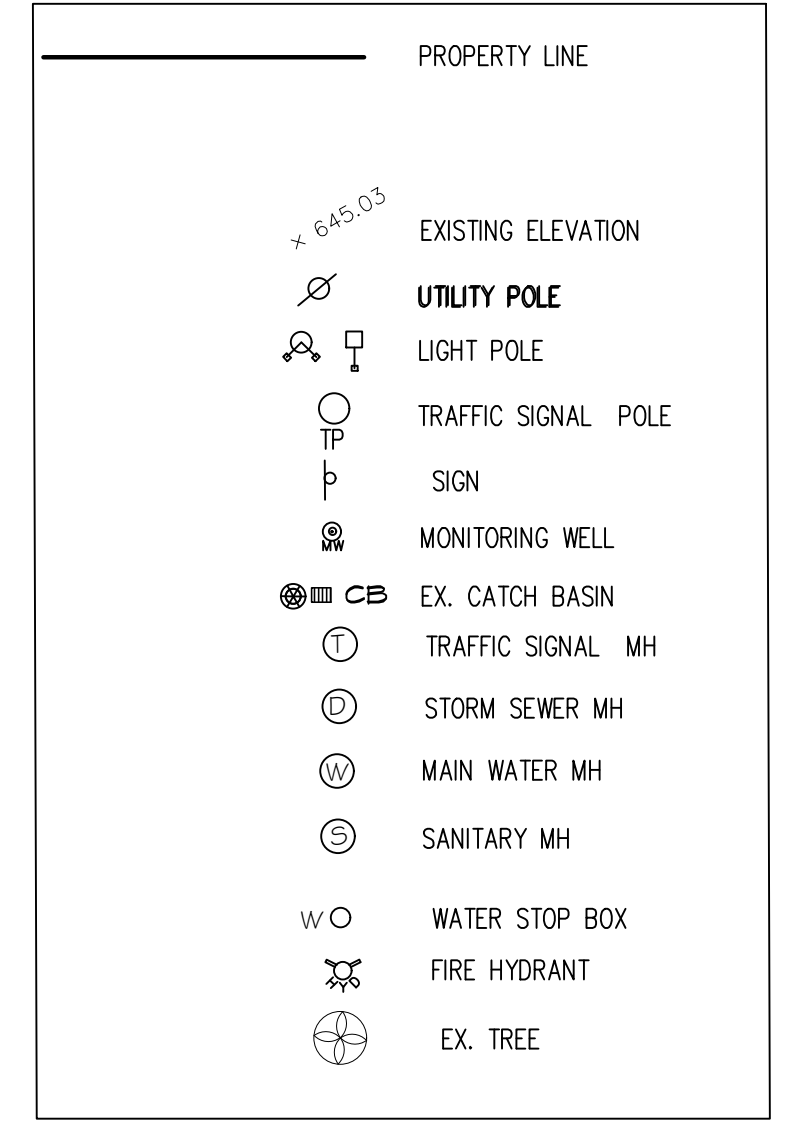 PROPERTY LINE
x 645.03 EXISTING ELEVATION
UTILITY POLE
LIGHT POLE
TRAFFIC SIGNAL POLE
TP
SIGN
MW MONITORING WELL
CB EX. CATCH BASIN
T TRAFFIC SIGNAL MH
D STORM SEWER MH
W MAIN WATER MH
S SANITARY MH
W WATER STOP BOX
HYD FIRE HYDRANT
EX. TREE